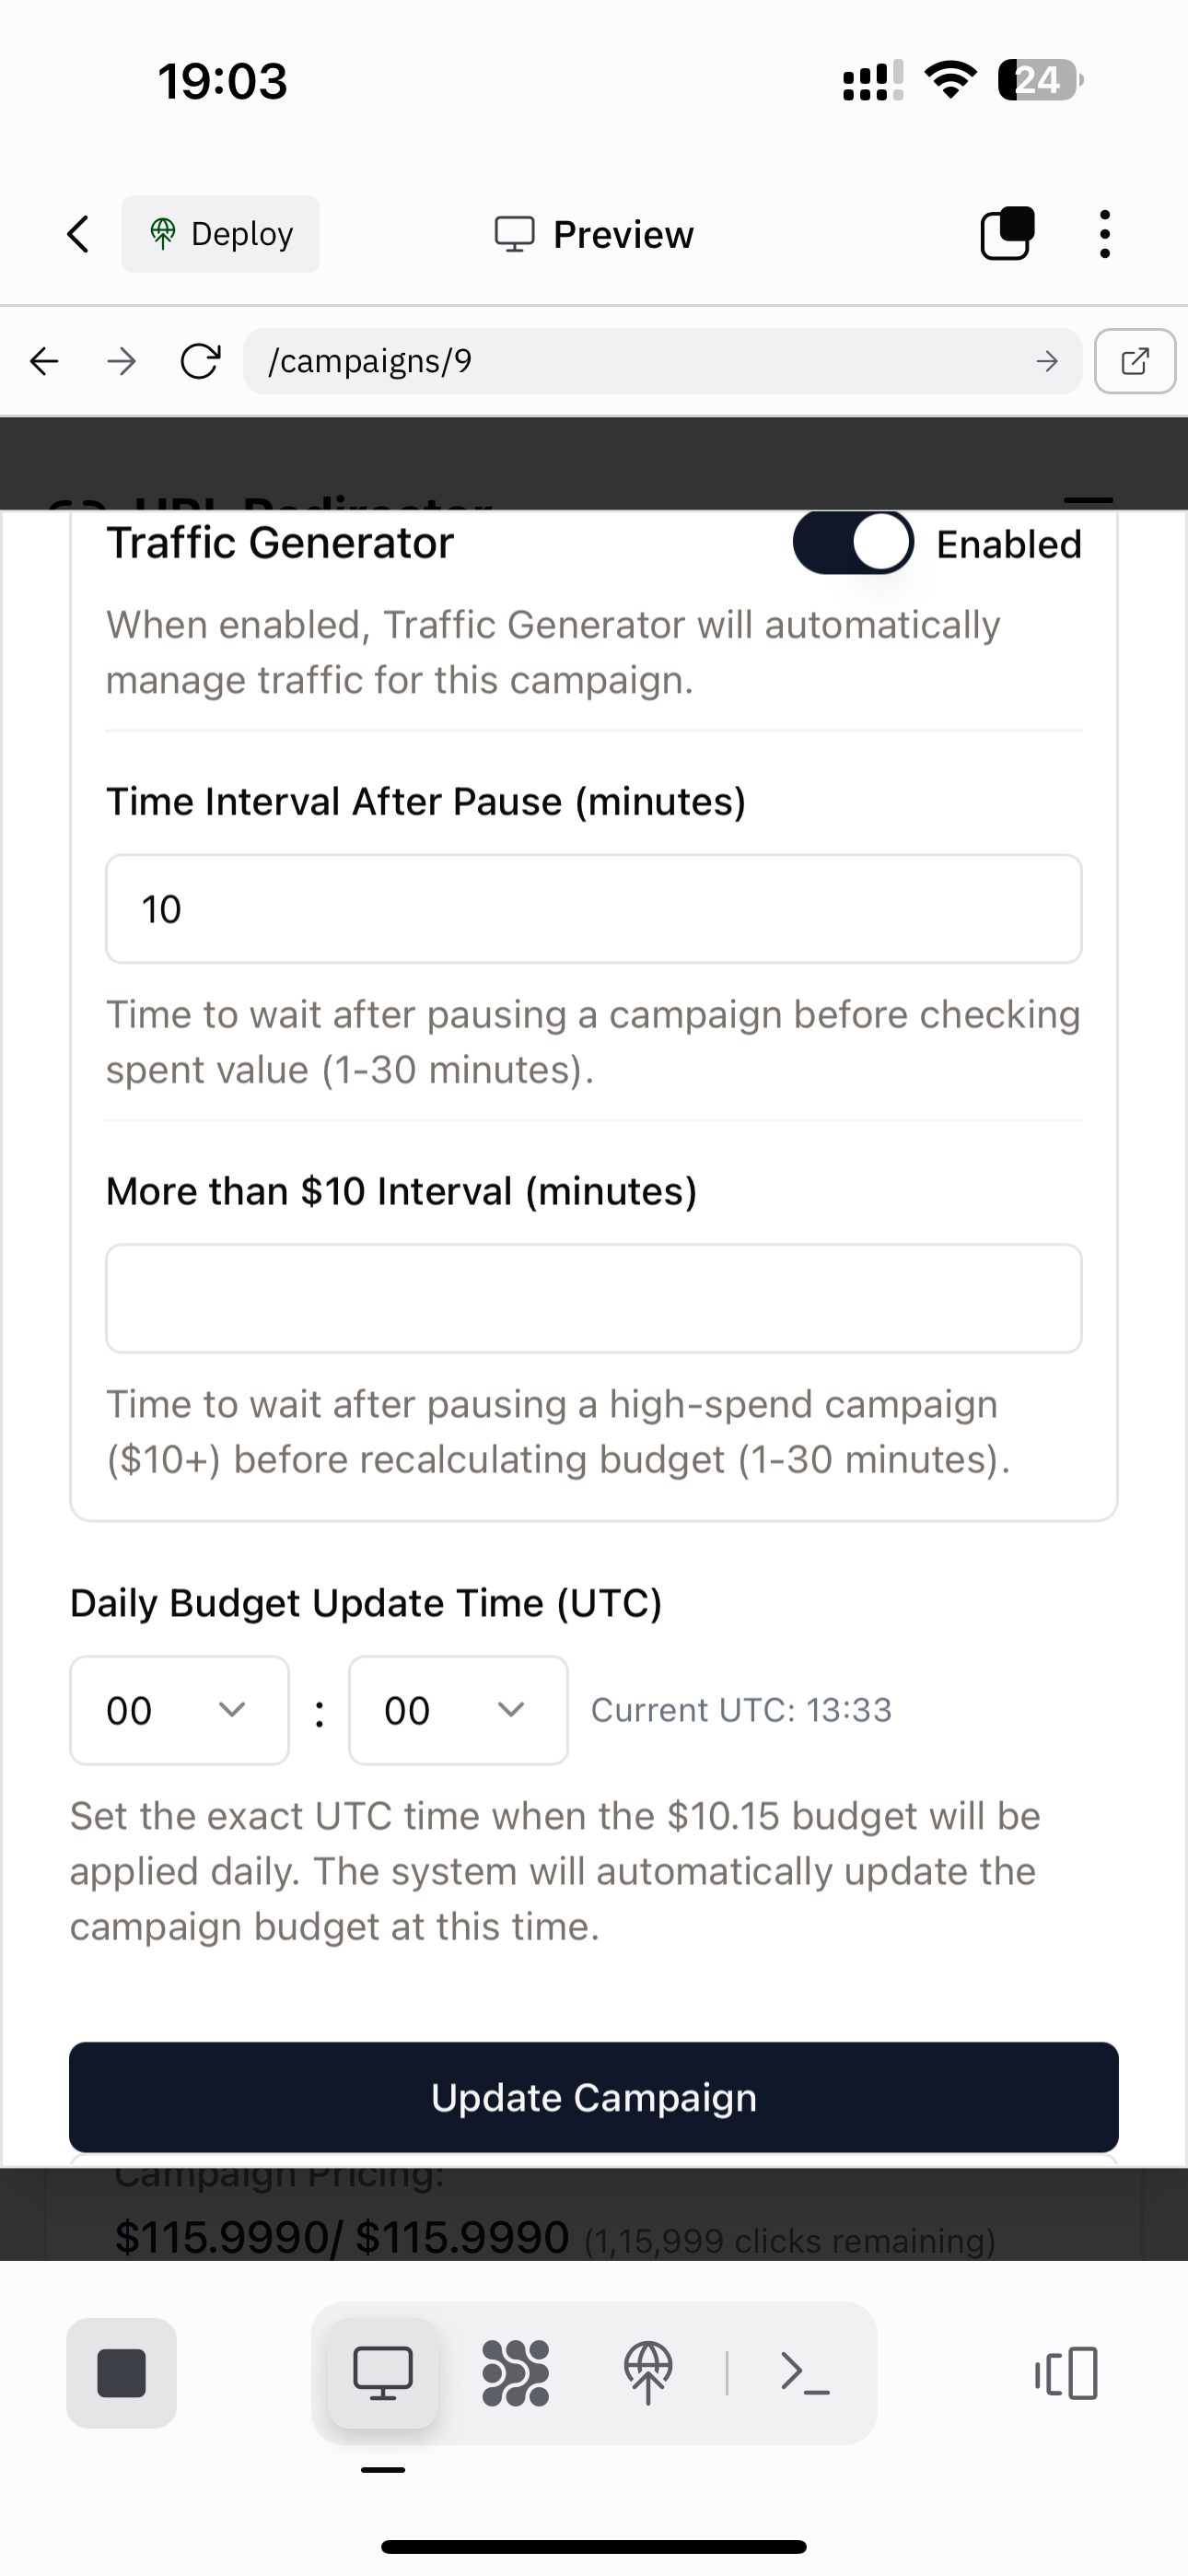 19:03
24
Deploy
Preview
/campaigns/9
URL Redirector
Traffic Generator
Enabled
When enabled, Traffic Generator will automatically
manage traffic for this campaign.
Time Interval After Pause (minutes)
10
Time to wait after pausing a campaign before checking
spent value (1-30 minutes).
More than $10 Interval (minutes)
Time to wait after pausing a high-spend campaign
($10+) before recalculating budget (1-30 minutes).
Daily Budget Update Time (UTC)
00 : 00 Current UTC: 13:33
Set the exact UTC time when the $10.15 budget will be
applied daily. The system will automatically update the
campaign budget at this time.
Update Campaign
Campaign Pricing:
$115.9990/ $115.9990 (1,15,999 clicks remaining)